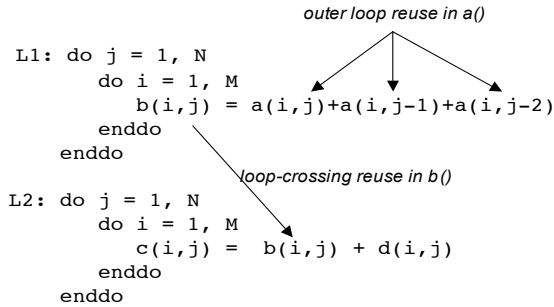 outer loop reuse in a()
L1: do j = 1, N
do i = 1, M
b(i,j) = a(i,j)+a(i,j-1)+a(i,j-2)
enddo
enddo
loop-crossing reuse in b()
L2: do j = 1, N
do i = 1, M
c(i,j) = b(i,j) + d(i,j)
enddo
enddo